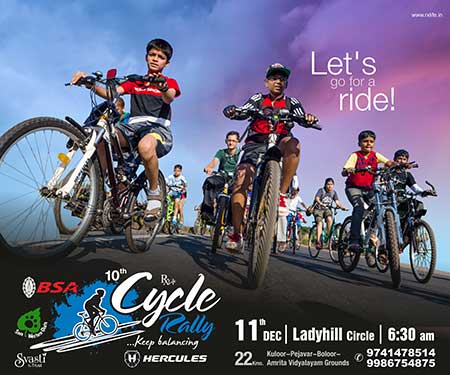 www.rxlife.in
Let's
go for a
ride!
BSA
10th
Cycle
Rally
...Keep balancing
HERCULES
Svasti
11th DEC | Ladyhill Circle | 6:30 am
22 Kms. Kuloor–Pejavar–Boloor–
Amrita Vidyalayam Grounds
9741478514
9986754875